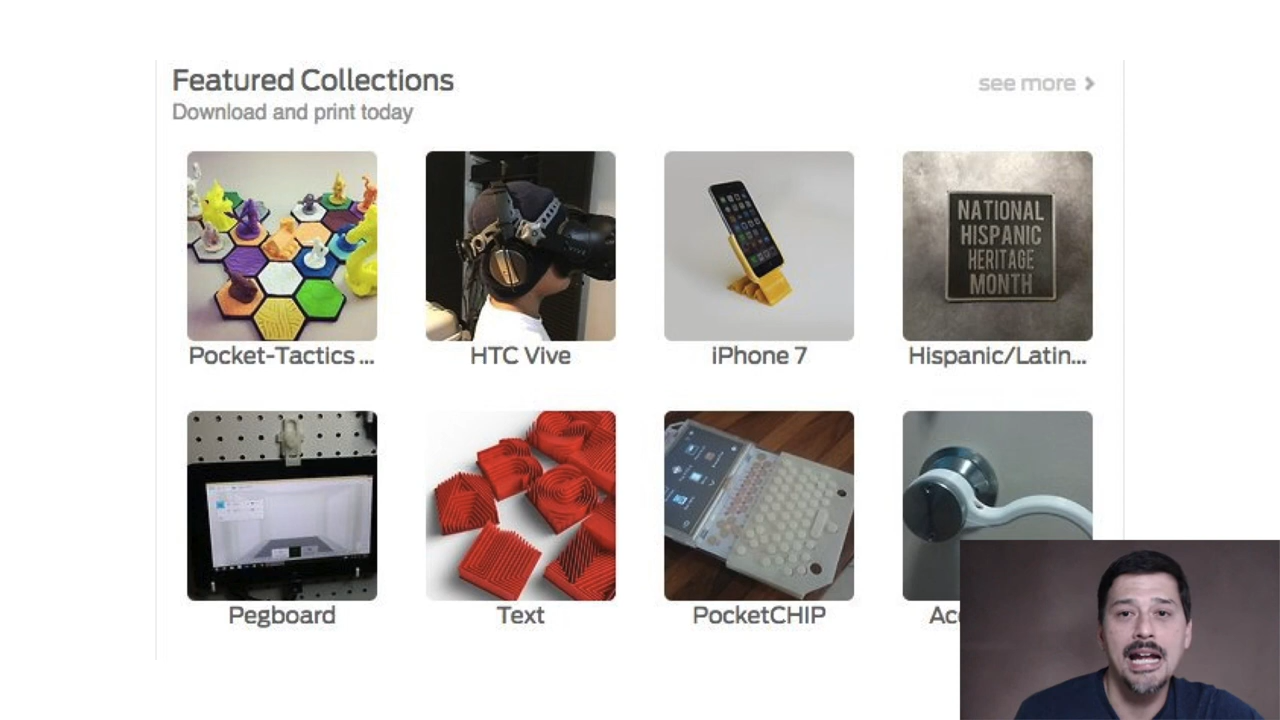 Featured Collections
see more
Download and print today
NATIONAL
HISPANIC
HERITAGE
MONTH
Pocket-Tactics ...
HTC Vive
iPhone 7
Hispanic/Latin...
Pegboard
Text
PocketCHIP